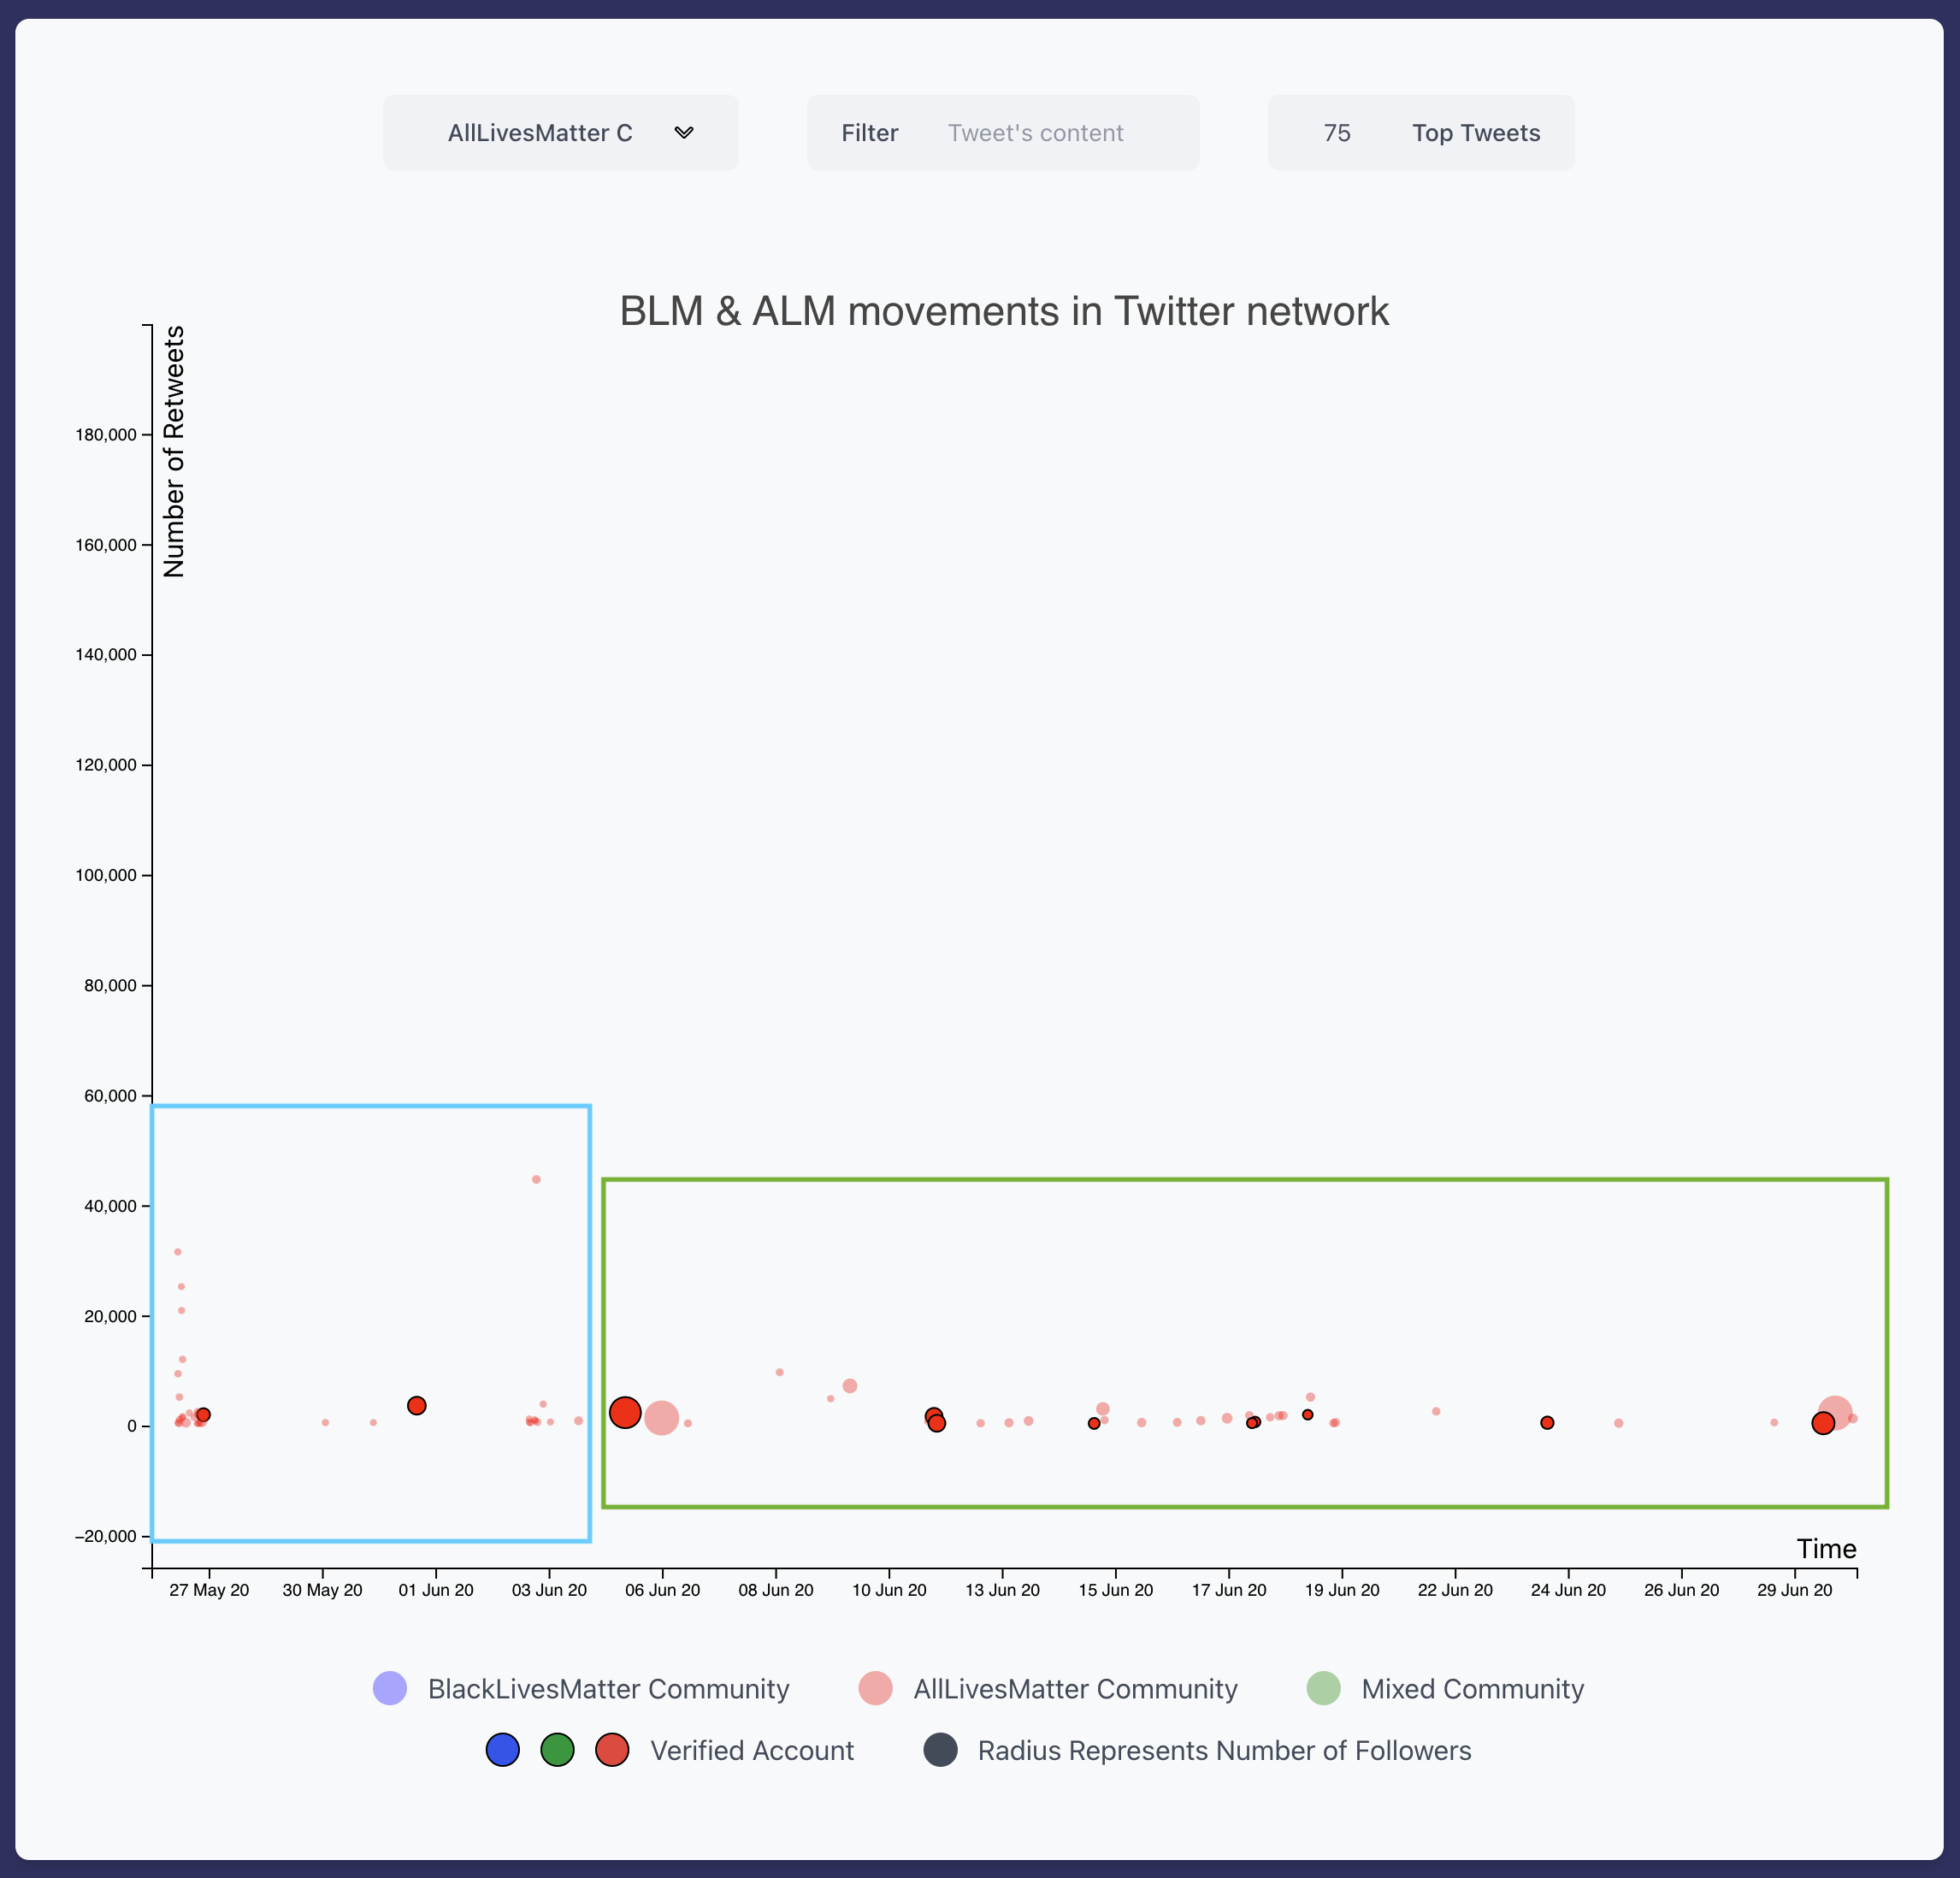 AllLivesMatter C
Filter Tweet's content
75 Top Tweets
BLM & ALM movements in Twitter network
Number of Retweets
180,000
160,000
140,000
120,000
100,000
80,000
60,000
40,000
20,000
0
−20,000
Time
27 May 20 30 May 20 01 Jun 20 03 Jun 20 06 Jun 20 08 Jun 20 10 Jun 20 13 Jun 20 15 Jun 20 17 Jun 20 19 Jun 20 22 Jun 20 24 Jun 20 26 Jun 20 29 Jun 20
BlackLivesMatter Community AllLivesMatter Community Mixed Community
Verified Account Radius Represents Number of Followers